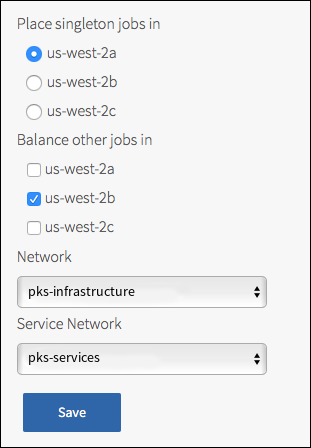 Place singleton jobs in
us-west-2a
us-west-2b
us-west-2c
Balance other jobs in
us-west-2a
us-west-2b
us-west-2c
Network
pks-infrastructure
Service Network
pks-services
Save